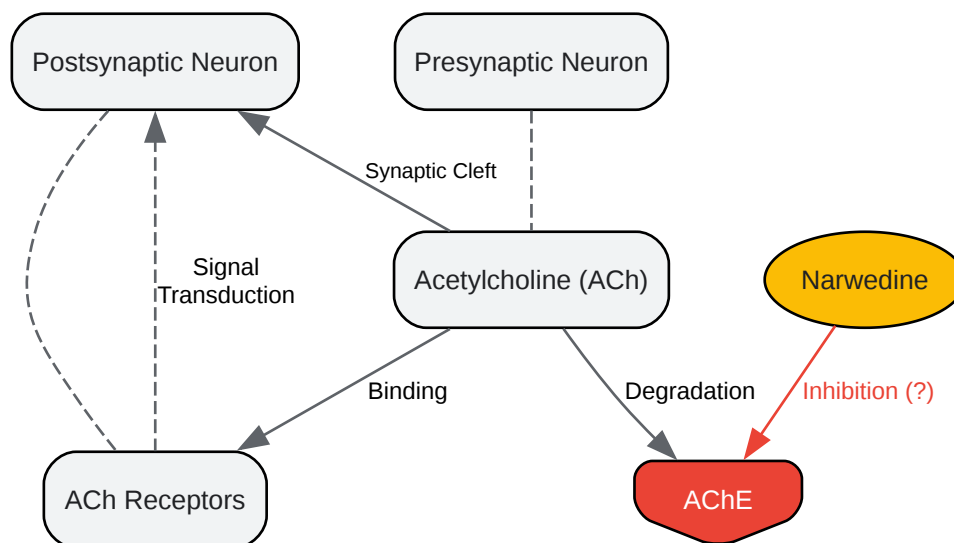 Postsynaptic Neuron
Presynaptic Neuron
Synaptic Cleft
Signal
Transduction
Acetylcholine (ACh)
Narwedine
Binding
Degradation
Inhibition (?)
ACh Receptors
AChE